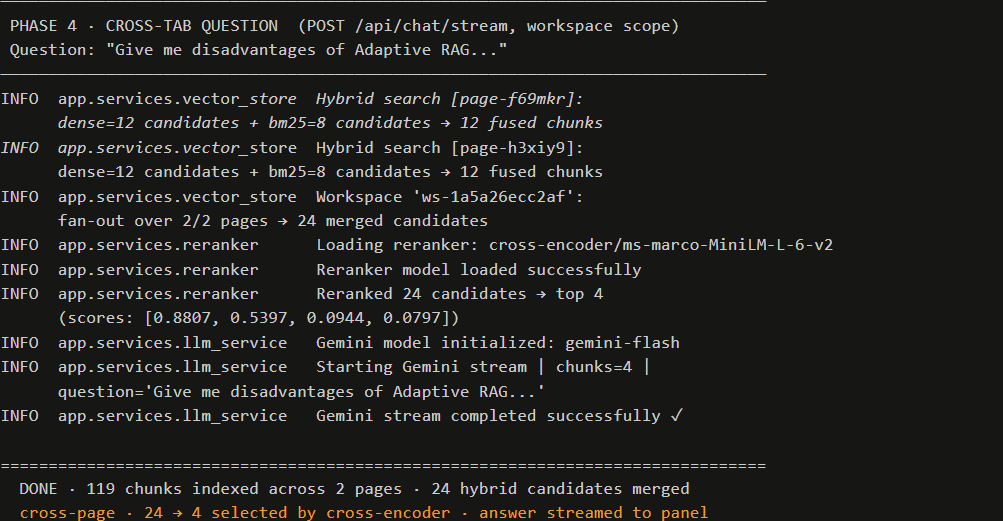 PHASE 4 · CROSS-TAB QUESTION (POST /api/chat/stream, workspace scope)
Question: "Give me disadvantages of Adaptive RAG..."
INFO app.services.vector_store Hybrid search [page-f69mkr]:
dense=12 candidates + bm25=8 candidates → 12 fused chunks
INFO app.services.vector_store Hybrid search [page-h3xiy9]:
dense=12 candidates + bm25=8 candidates → 12 fused chunks
INFO app.services.vector_store Workspace 'ws-1a5a26ecc2af':
fan-out over 2/2 pages → 24 merged candidates
INFO app.services.reranker Loading reranker: cross-encoder/ms-marco-MiniLM-L-6-v2
INFO app.services.reranker Reranker model loaded successfully
INFO app.services.reranker Reranked 24 candidates → top 4
(scores: [0.8807, 0.5397, 0.0944, 0.0797])
INFO app.services.llm_service Gemini model initialized: gemini-flash
INFO app.services.llm_service Starting Gemini stream | chunks=4 |
question='Give me disadvantages of Adaptive RAG...'
INFO app.services.llm_service Gemini stream completed successfully ✓
================================================================================
DONE · 119 chunks indexed across 2 pages · 24 hybrid candidates merged
cross-page · 24 → 4 selected by cross-encoder · answer streamed to panel